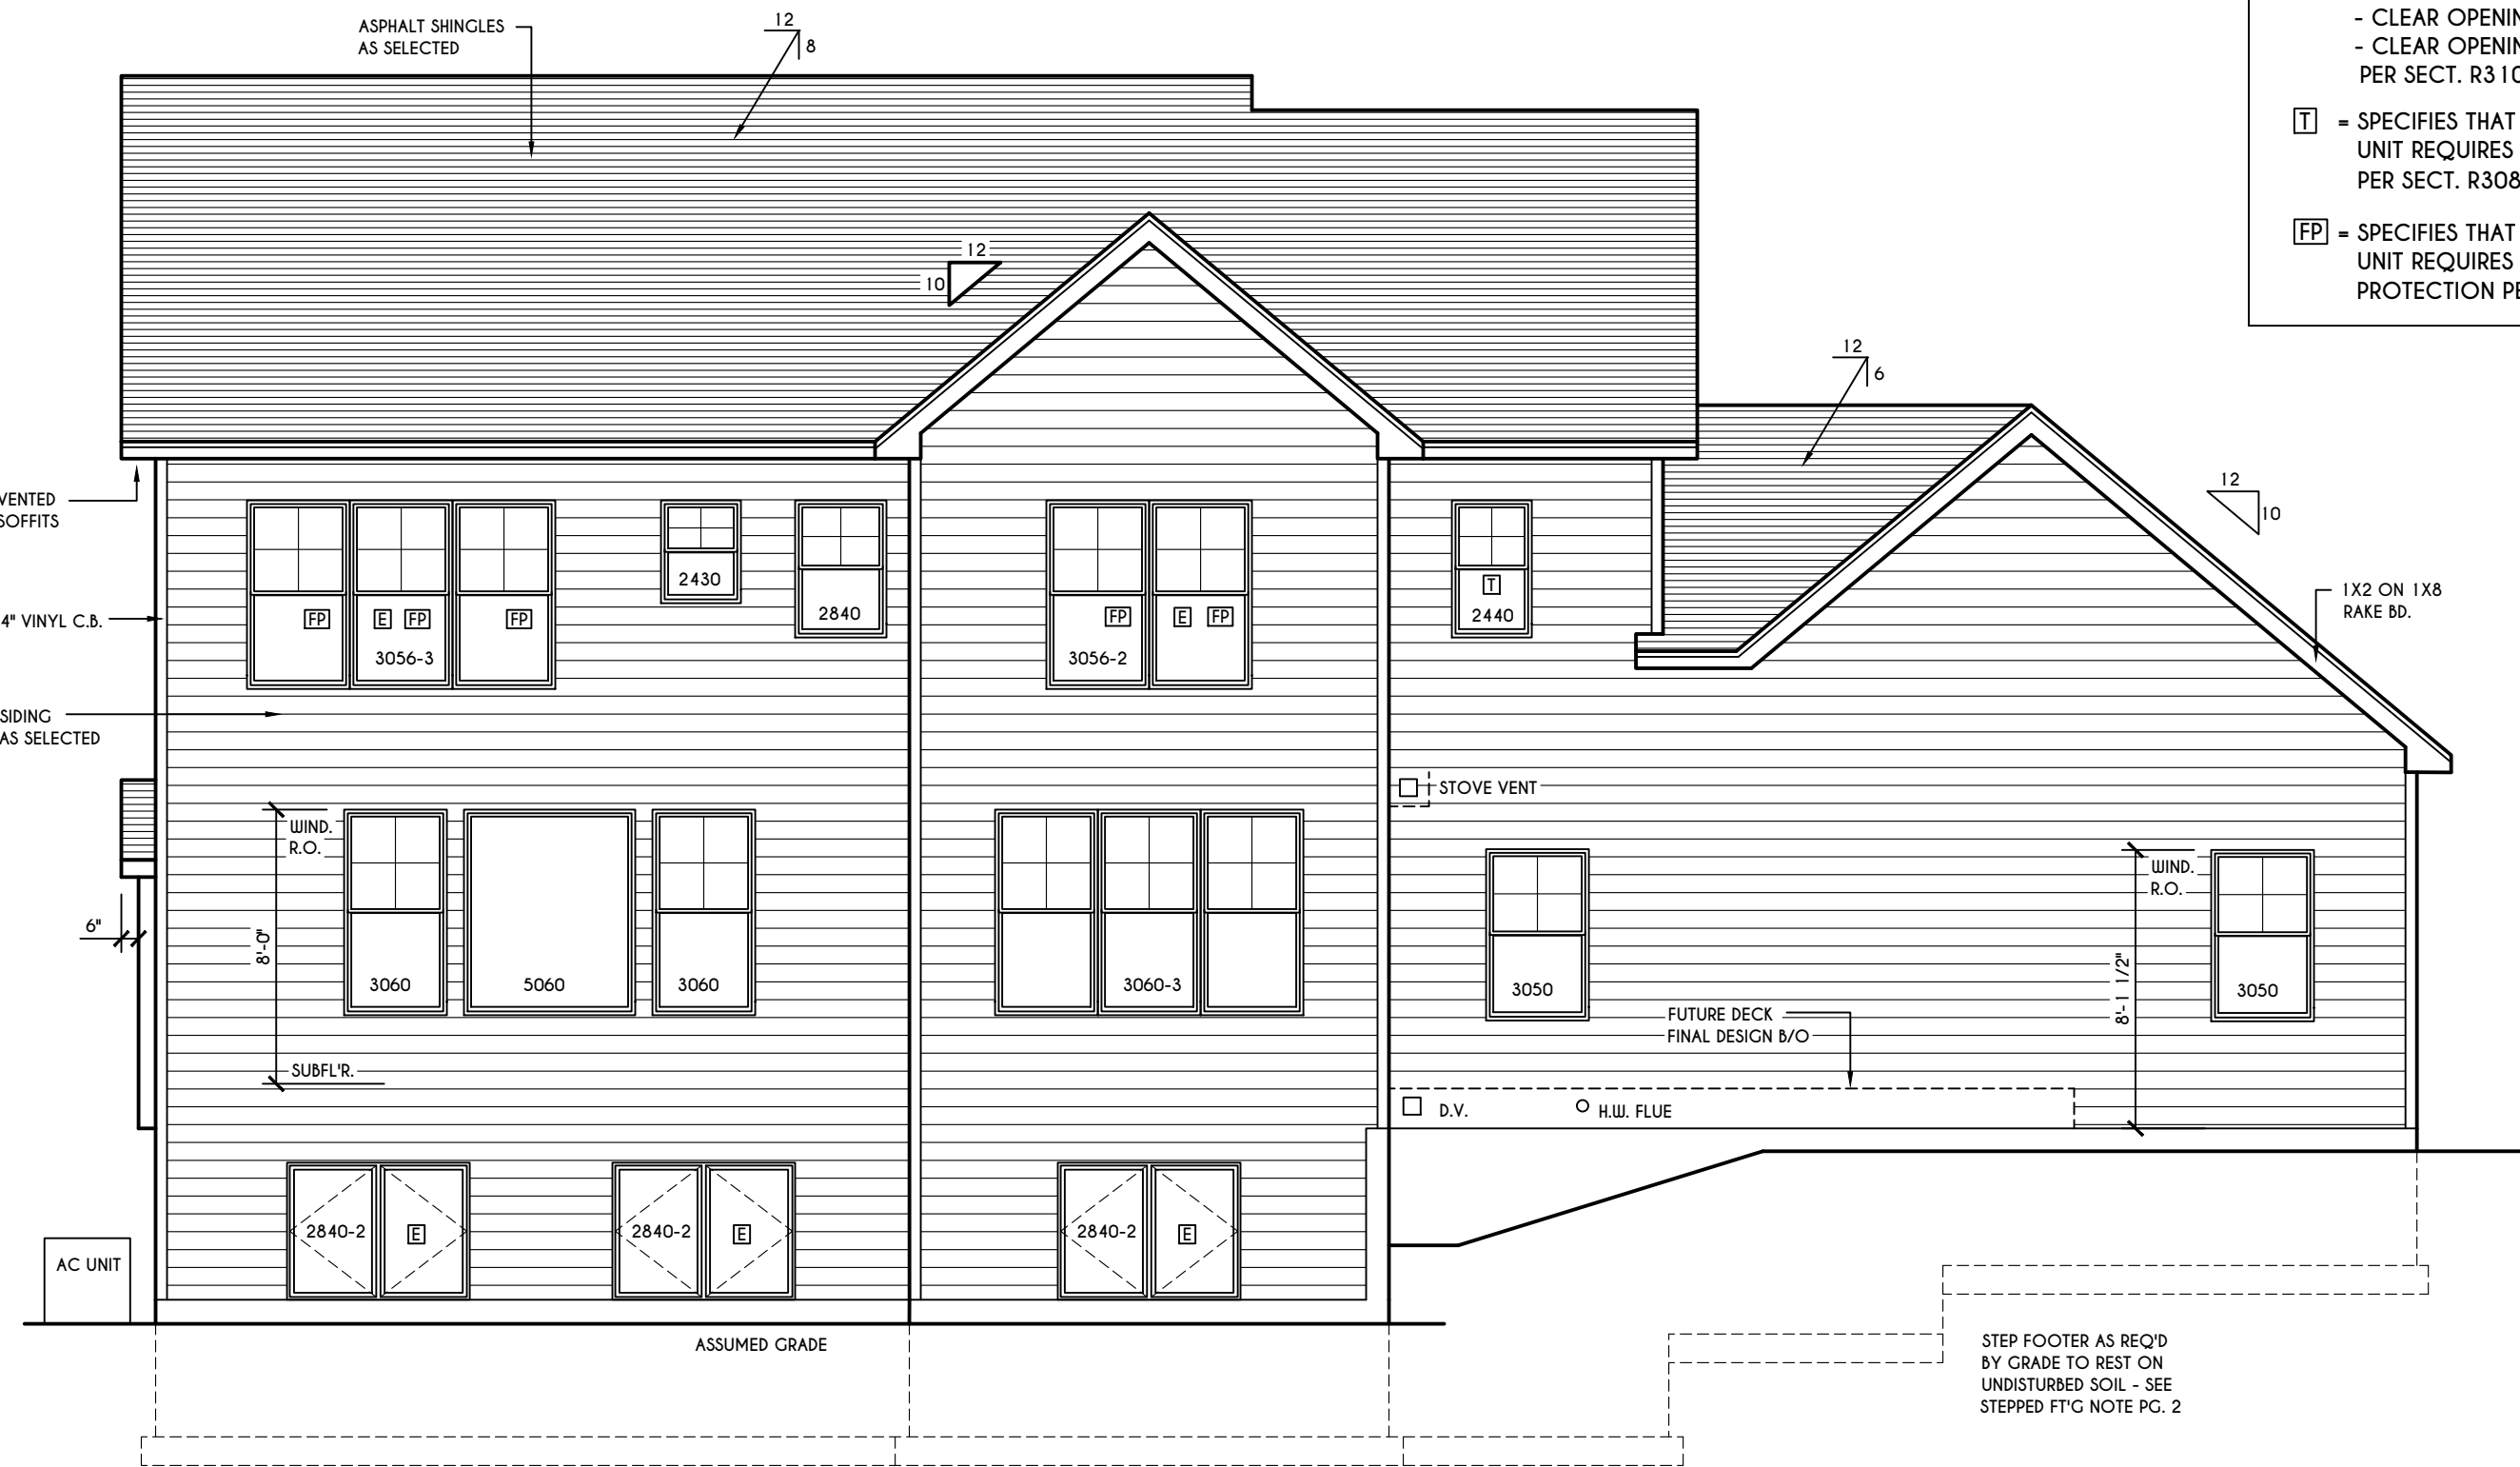 ASPHALT SHINGLES
AS SELECTED
12
8
- CLEAR
- CLEAR
PER SECT.
T = SPECIFIES THAT
UNIT REQUIRES
PER SECT.
FP = SPECIFIES THAT
UNIT REQUIRES
PROTECTION
12
10
12
6
12
10
VENTED
SOFFITS
4" VINYL C.B.
SIDING
AS SELECTED
1X2 ON 1X8
RAKE BD.
FP
E FP
FP
3056-3
2430
2840
FP
E FP
3056-2
T
2440
STOVE VENT
WIND.
R.O.
8'-0"
SUBFL'R.
6"
3060
5060
3060
3060-3
3050
WIND.
R.O.
8'-1 1/2"
3050
FUTURE DECK
FINAL DESIGN B/O
D.V.
H.W. FLUE
2840-2
E
2840-2
E
2840-2
E
AC UNIT
ASSUMED GRADE
STEP FOOTER AS REQ'D
BY GRADE TO REST ON
UNDISTURBED SOIL - SEE
STEPPED FT'G NOTE PG. 2